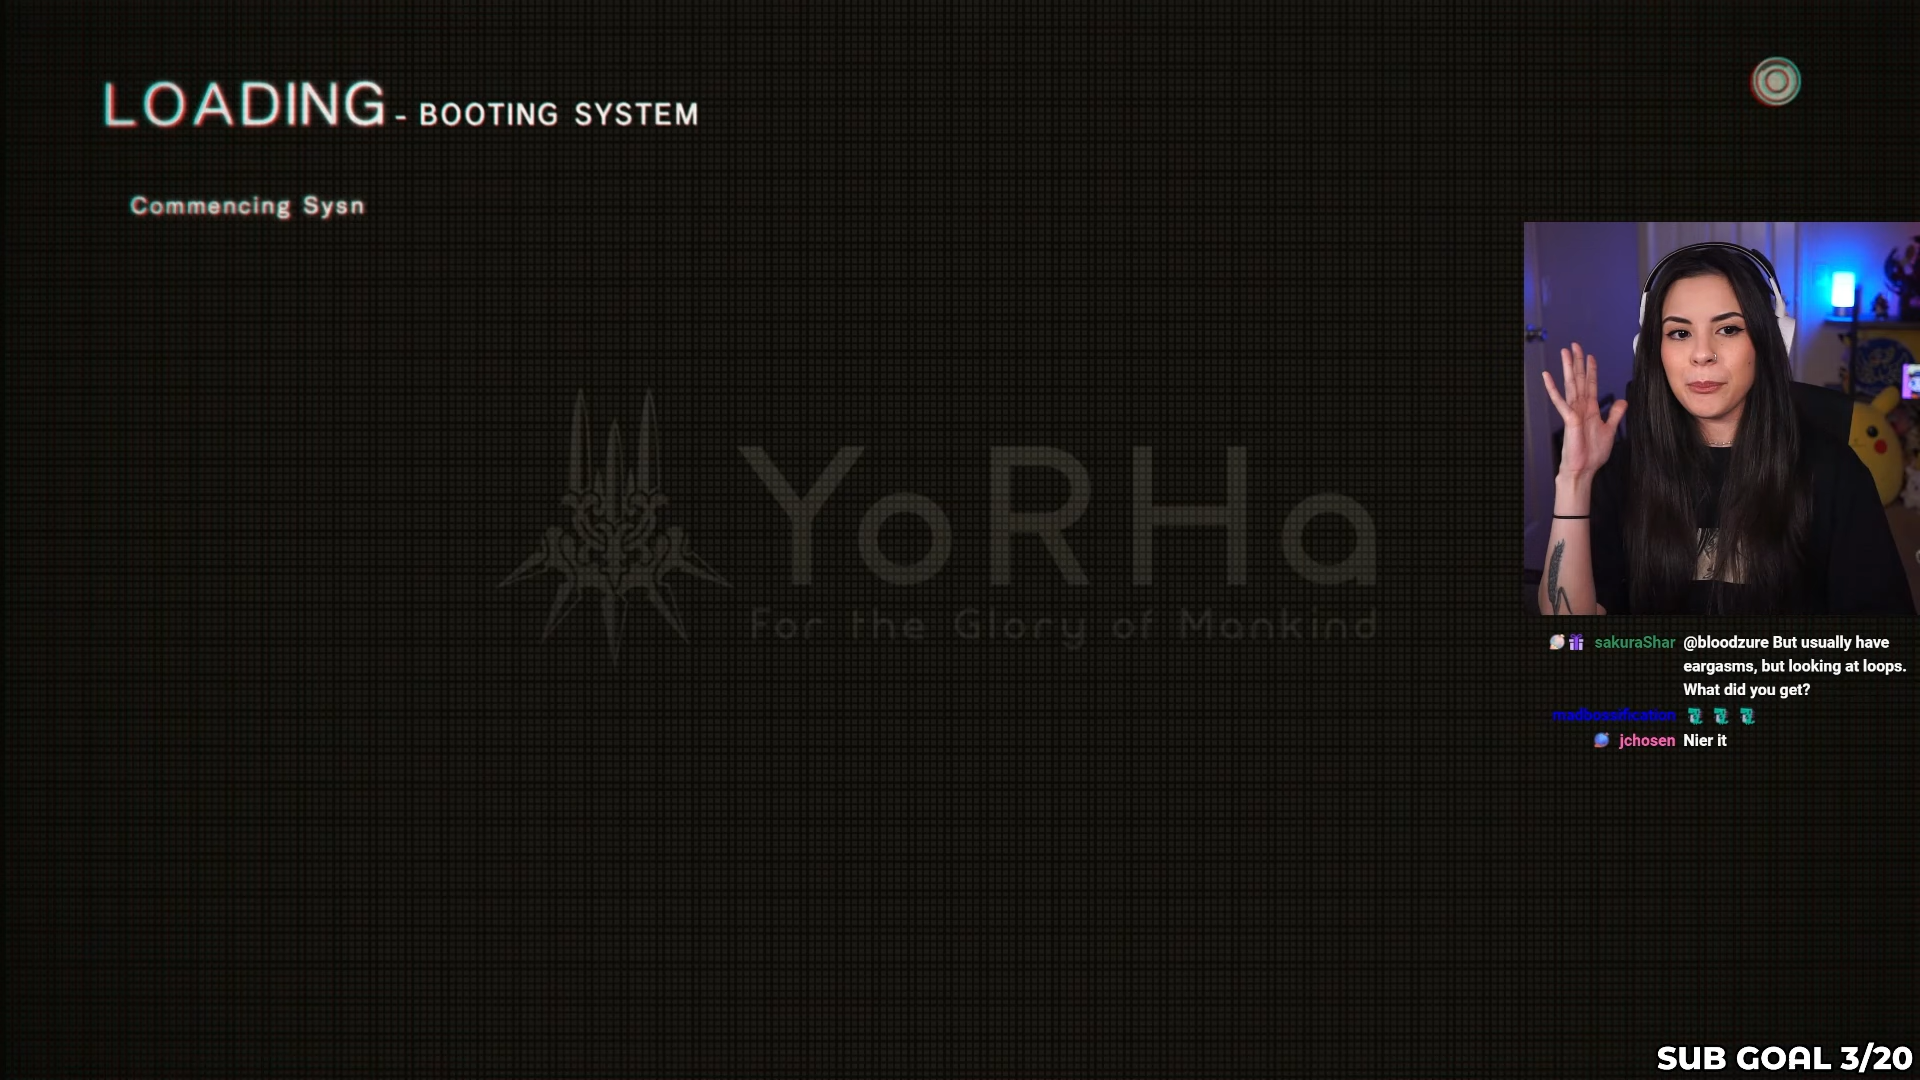 LOADING - BOOTING SYSTEM
Commencing Sysn
YoRHa
For the Glory of Mankind
sakuraShar @bloodzure But usually have
eargasms, but looking at loops.
What did you get?
madbossification
jchosen Nier it
SUB GOAL 3/20